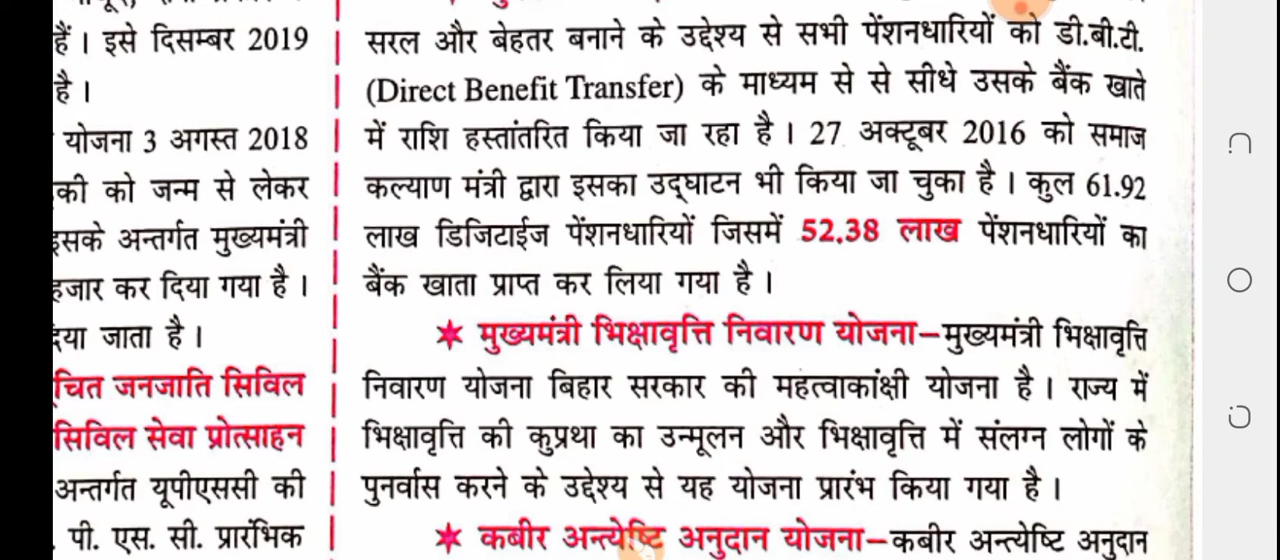 हैं । इसे दिसम्बर 2019
है ।
योजना 3 अगस्त 2018
की को जन्म से लेकर
इसके अन्तर्गत मुख्यमंत्री
हजार कर दिया गया है ।
दिया जाता है ।
चित जनजाति सिविल
सिविल सेवा प्रोत्साहन
अन्तर्गत यूपीएससी की
. पी. एस. सी. प्रारंभिक
सरल और बेहतर बनाने के उद्देश्य से सभी पेंशनधारियों को डी.बी.टी.
(Direct Benefit Transfer) के माध्यम से से सीधे उसके बैंक खाते
में राशि हस्तांतरित किया जा रहा है । 27 अक्टूबर 2016 को समाज
कल्याण मंत्री द्वारा इसका उद्घाटन भी किया जा चुका है । कुल 61.92
लाख डिजिटाईज पेंशनधारियों जिसमें 52.38 लाख पेंशनधारियों का
बैंक खाता प्राप्त कर लिया गया है ।
✶ मुख्यमंत्री भिक्षावृत्ति निवारण योजना–मुख्यमंत्री भिक्षावृत्ति
निवारण योजना बिहार सरकार की महत्वाकांक्षी योजना है । राज्य में
भिक्षावृत्ति की कुप्रथा का उन्मूलन और भिक्षावृत्ति में संलग्न लोगों के
पुनर्वास करने के उद्देश्य से यह योजना प्रारंभ किया गया है ।
✶ कबीर अन्त्येष्टि अनुदान योजना–कबीर अन्त्येष्टि अनुदान